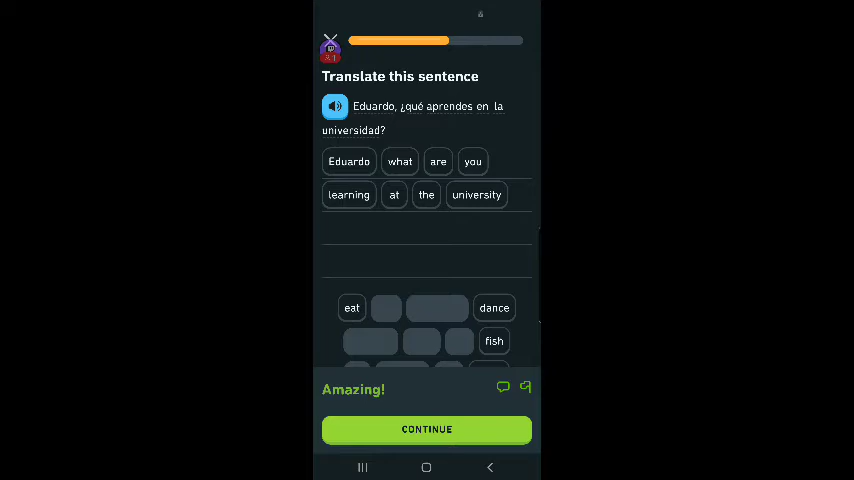 Translate this sentence
Eduardo, ¿qué aprendes en la
universidad?
Eduardo what are you
learning at the university
eat dance
fish
Amazing!
CONTINUE